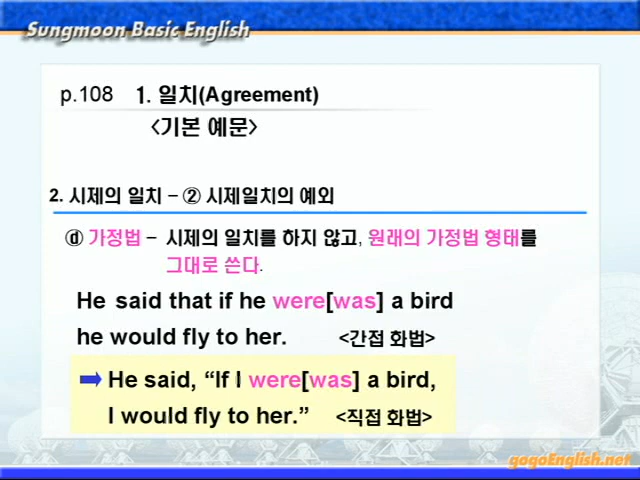 Sungmoon Basic English
p.108 1. 일치(Agreement)
<기본 예문>
2. 시제의 일치 – ② 시제일치의 예외
ⓓ 가정법 – 시제의 일치를 하지 않고, 원래의 가정법 형태를
그대로 쓴다.
He said that if he were[was] a bird
he would fly to her. <간접 화법>
➡ He said, “If I were[was] a bird,
I would fly to her.” <직접 화법>
gogoEnglish.net